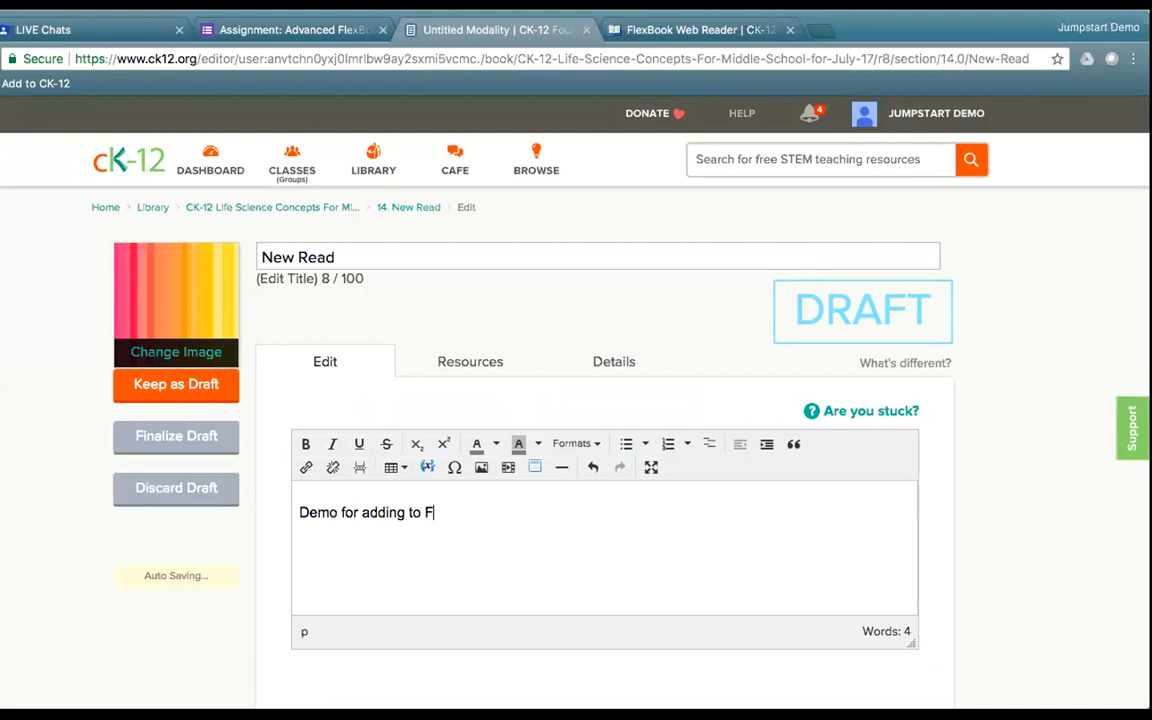 LIVE Chats
Assignment: Advanced FlexBo
Untitled Modality | CK-12 Fou
FlexBook Web Reader | CK-12
Jumpstart Demo
Secure https://www.ck12.org/editor/user:anvtchn0yxj0lmrlbw9ay2sxmi5vcmc./book/CK-12-Life-Science-Concepts-For-Middle-School-for-July-17/r8/section/14.0/New-Read
Add to CK-12
DONATE HELP 4 JUMPSTART DEMO
cK-12 DASHBOARD CLASSES LIBRARY CAFE BROWSE Search for free STEM teaching resources
(Groups)
Home > Library > CK-12 Life Science Concepts For Mi... > 14. New Read > Edit
New Read
(Edit Title) 8 / 100
DRAFT
Change Image
Edit Resources Details What's different?
Keep as Draft
Are you stuck?
Finalize Draft
B I U S X₂ X² A A Formats
Discard Draft
Demo for adding to F
Auto Saving...
p Words: 4
Support